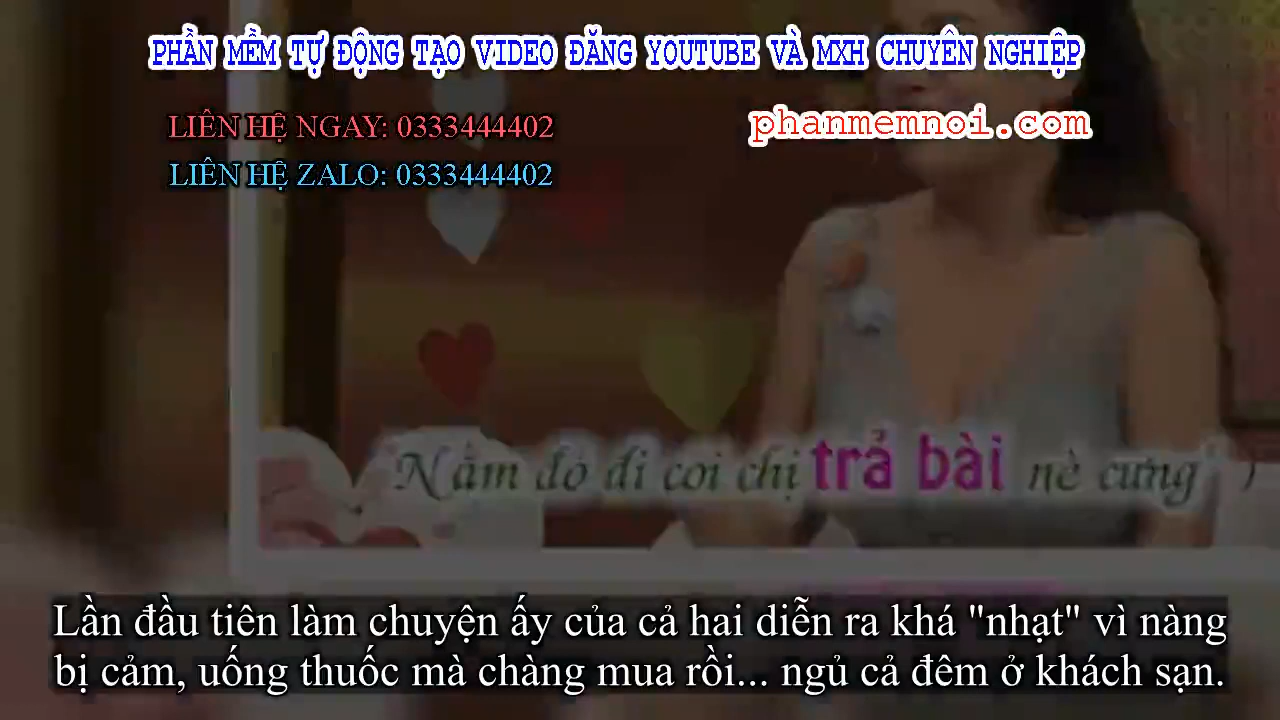 PHẦN MỀM TỰ ĐỘNG TẠO VIDEO ĐĂNG YOUTUBE VÀ MXH CHUYÊN NGHIỆP
LIÊN HỆ NGAY: 0333444402
phanmemnoi.com
LIÊN HỆ ZALO: 0333444402
Nằm đó đi coi chị trả bài nè cưng
Lần đầu tiên làm chuyện ấy của cả hai diễn ra khá "nhạt" vì nàng
bị cảm, uống thuốc mà chàng mua rồi... ngủ cả đêm ở khách sạn.